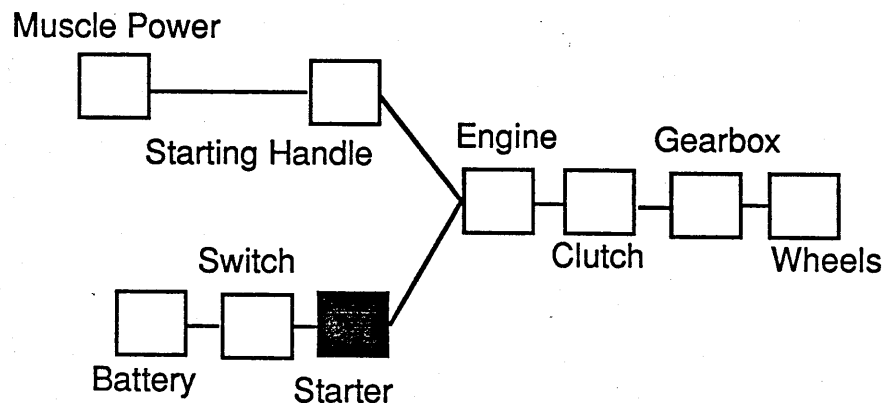 Muscle Power
Starting Handle
Engine
Gearbox
Clutch
Wheels
Switch
Battery
Starter